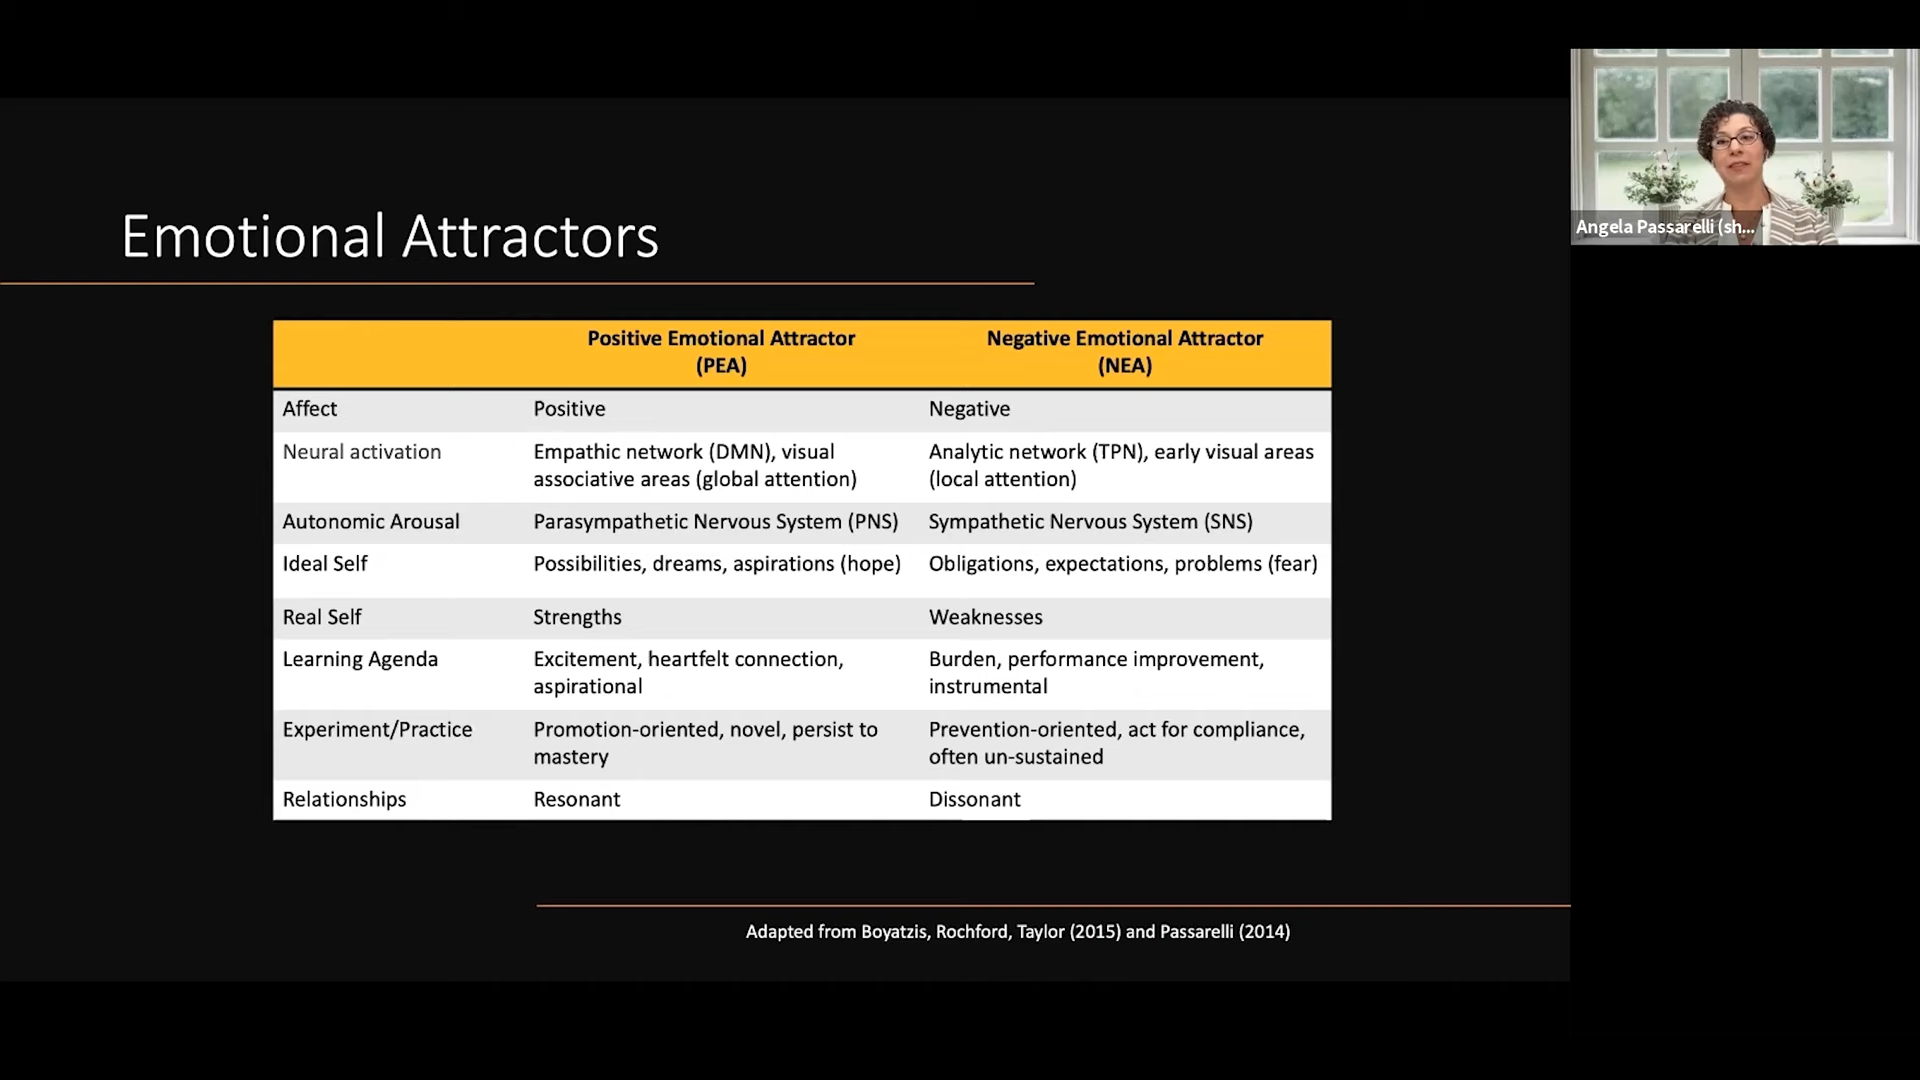 Emotional Attractors
Positive Emotional Attractor
(PEA)
Negative Emotional Attractor
(NEA)
Affect
Positive
Negative
Neural activation
Empathic network (DMN), visual
associative areas (global attention)
Analytic network (TPN), early visual areas
(local attention)
Autonomic Arousal
Parasympathetic Nervous System (PNS)
Sympathetic Nervous System (SNS)
Ideal Self
Possibilities, dreams, aspirations (hope)
Obligations, expectations, problems (fear)
Real Self
Strengths
Weaknesses
Learning Agenda
Excitement, heartfelt connection,
aspirational
Burden, performance improvement,
instrumental
Experiment/Practice
Promotion-oriented, novel, persist to
mastery
Prevention-oriented, act for compliance,
often un-sustained
Relationships
Resonant
Dissonant
Adapted from Boyatzis, Rochford, Taylor (2015) and Passarelli (2014)
Angela Passarelli (sh...